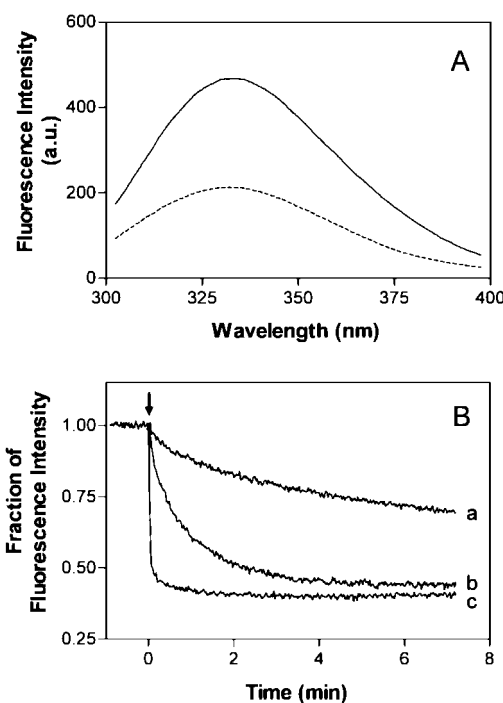 A
Fluorescence Intensity
(a.u.)
600
400
200
0
300
325
350
375
400
Wavelength (nm)
B
Fraction of
Fluorescence Intensity
1.00
0.75
0.50
0.25
a
b
c
0
2
4
6
8
Time (min)